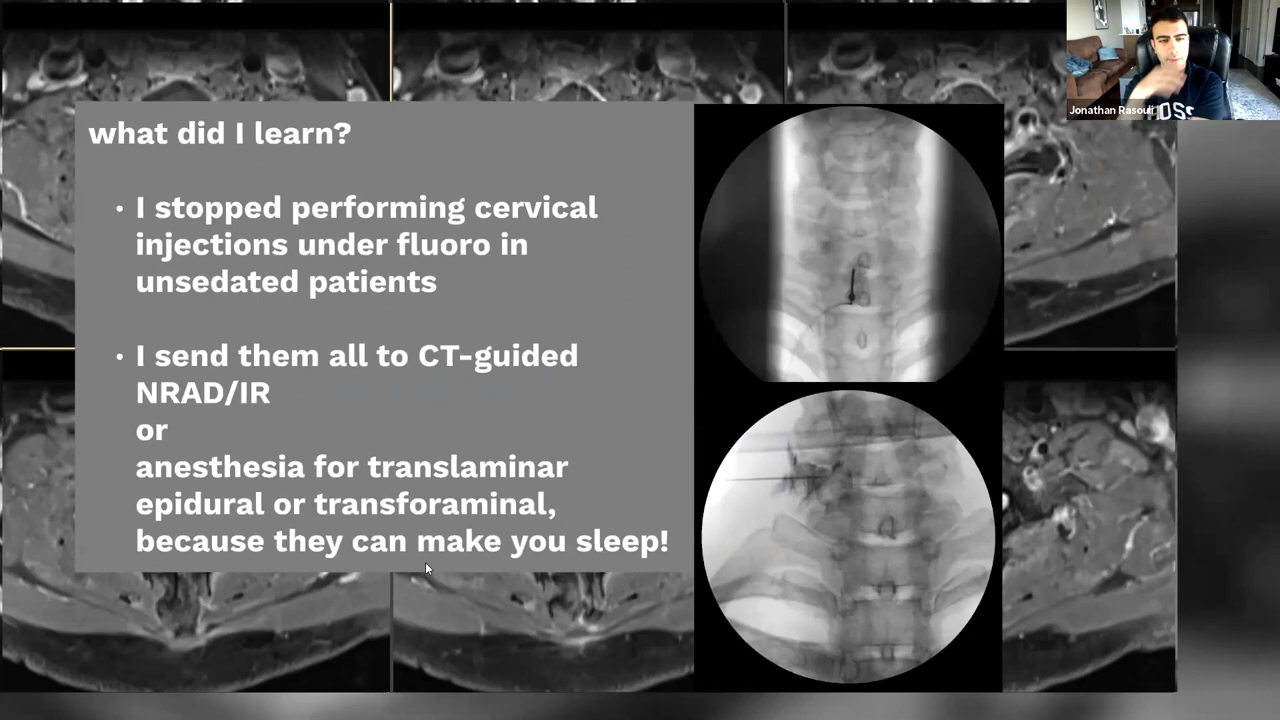 what did I learn?
• I stopped performing cervical
injections under fluoro in
unsedated patients
• I send them all to CT-guided
NRAD/IR
or
anesthesia for translaminar
epidural or transforaminal,
because they can make you sleep!
Jonathan Rasouli